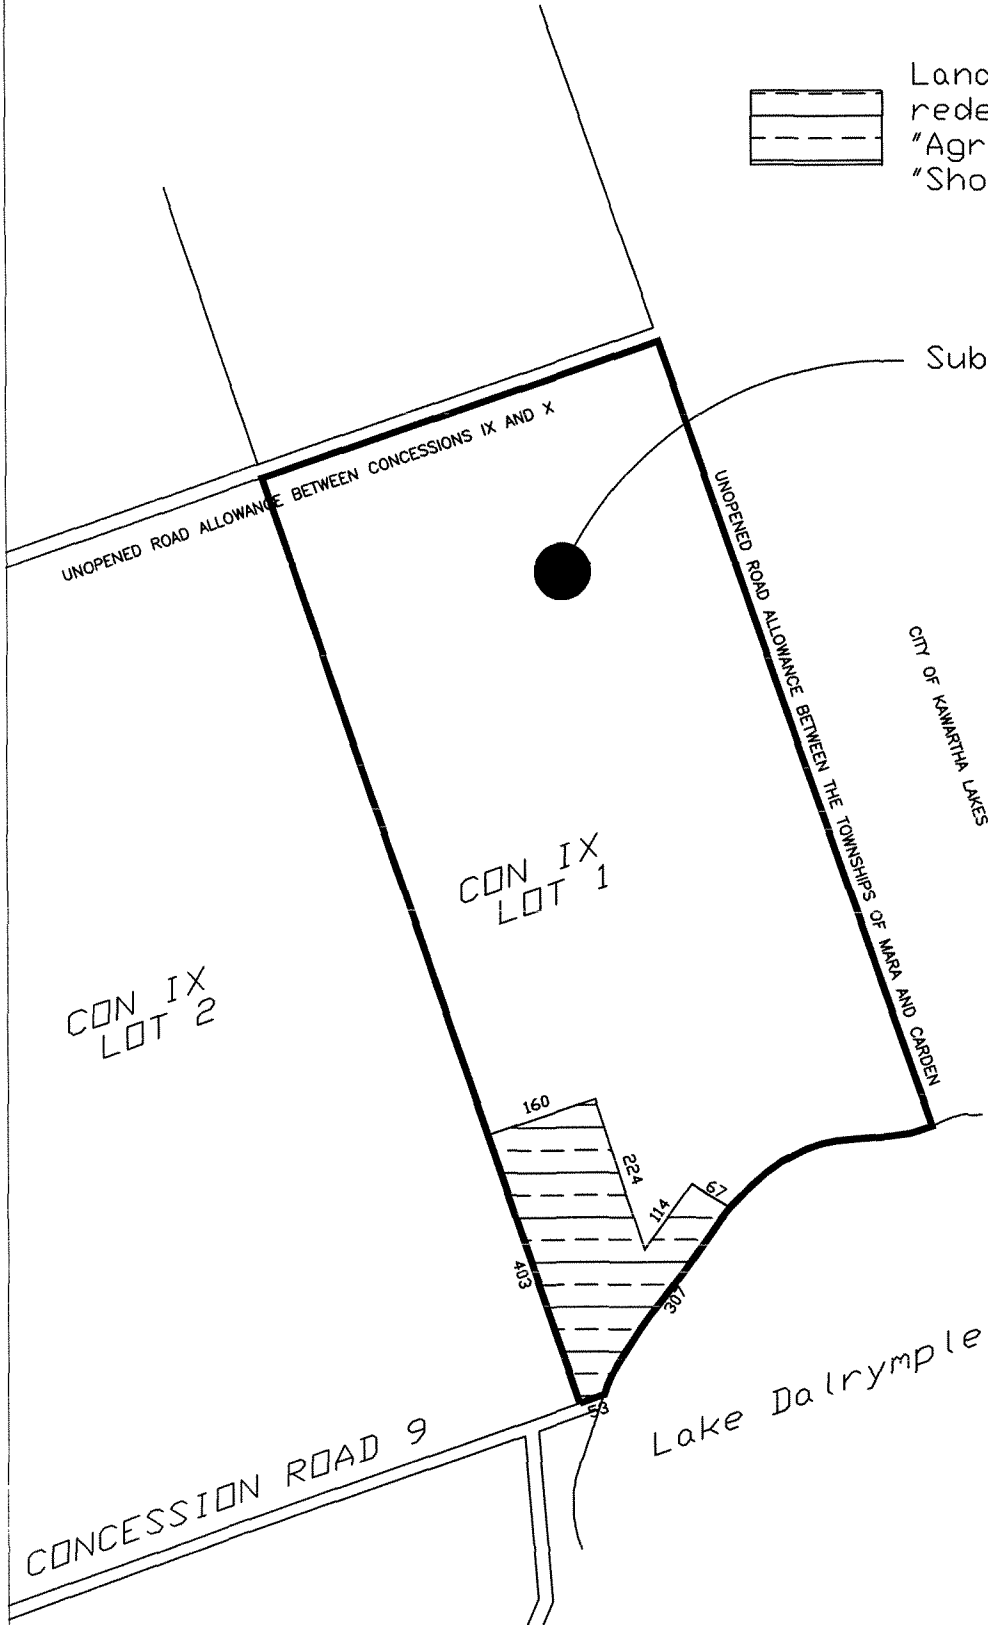 Land
rede
"Agr
"Sho
Sub
UNOPENED ROAD ALLOWANCE BETWEEN CONCESSIONS IX AND X
UNOPENED ROAD ALLOWANCE BETWEEN THE TOWNSHIPS OF MARA AND CARDEN
CITY OF KAWARTHA LAKES
CON IX
LOT 1
CON IX
LOT 2
160
224
114
67
403
307
53
Lake Dalrymple
CONCESSION ROAD 9